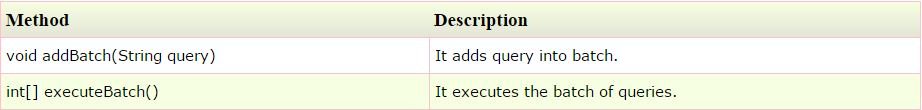 Method Description
void addBatch(String query) It adds query into batch.
int[] executeBatch() It executes the batch of queries.